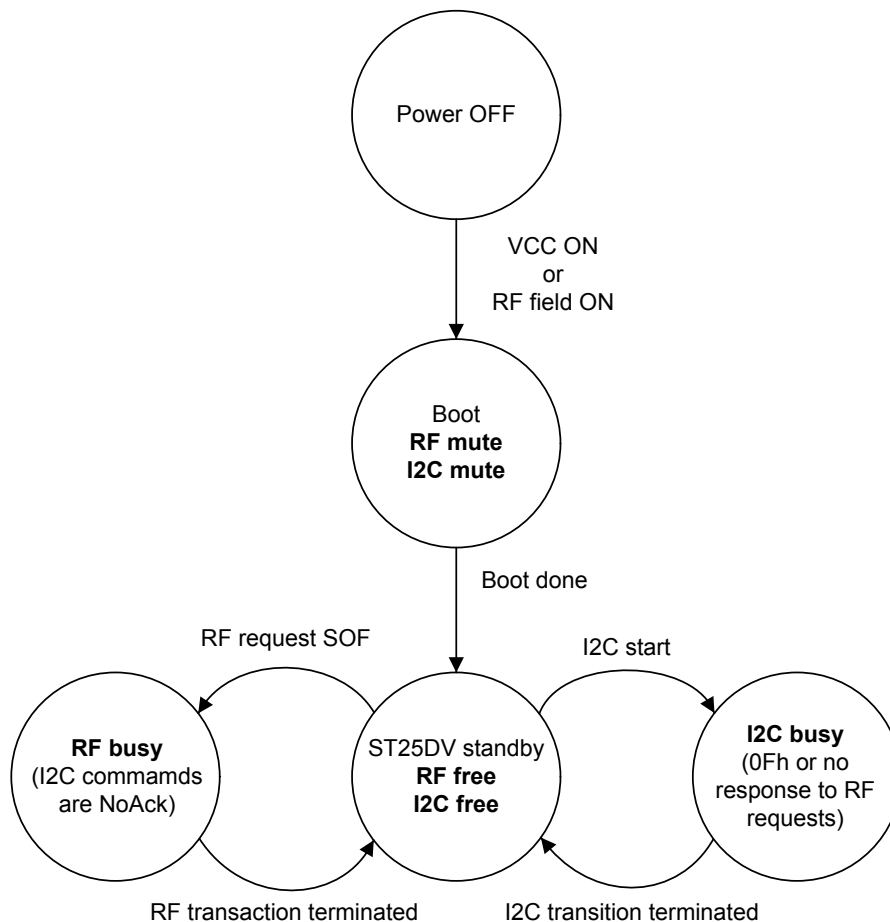 Power OFF
VCC ON
or
RF field ON
Boot
RF mute
I2C mute
Boot done
RF request SOF
I2C start
RF busy
(I2C commamds
are NoAck)
ST25DV standby
RF free
I2C free
I2C busy
(0Fh or no
response to RF
requests)
RF transaction terminated
I2C transition terminated